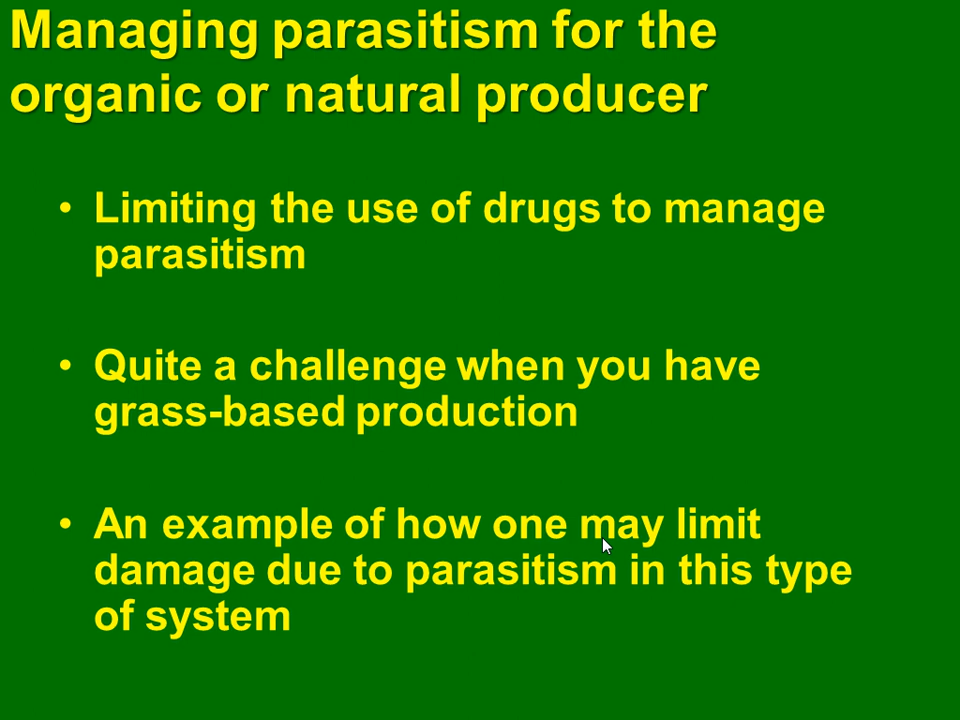 Managing parasitism for the
organic or natural producer
• Limiting the use of drugs to manage
parasitism
• Quite a challenge when you have
grass-based production
• An example of how one may limit
damage due to parasitism in this type
of system